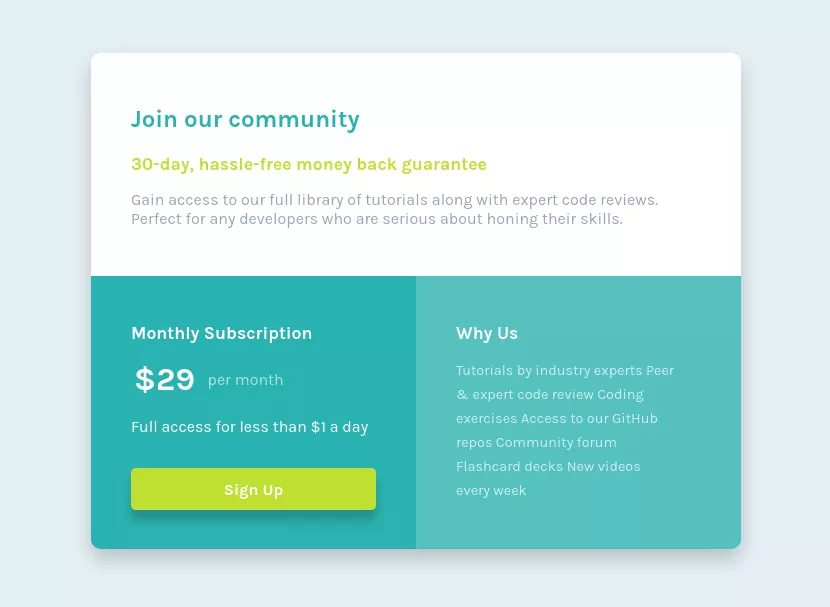 Join our community
30-day, hassle-free money back guarantee
Gain access to our full library of tutorials along with expert code reviews.
Perfect for any developers who are serious about honing their skills.
Monthly Subscription
$29 per month
Full access for less than $1 a day
Sign Up
Why Us
Tutorials by industry experts Peer
& expert code review Coding
exercises Access to our GitHub
repos Community forum
Flashcard decks New videos
every week